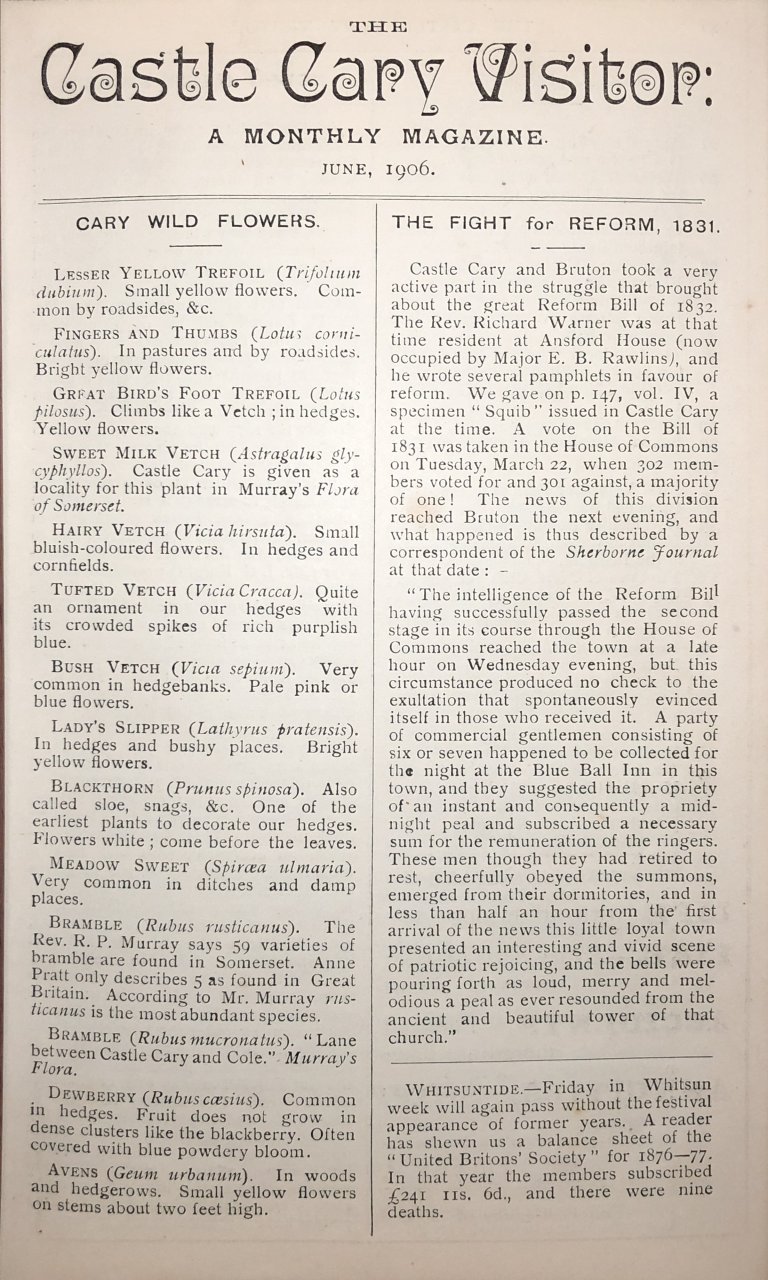 THE
Castle Cary Visitor:
A MONTHLY MAGAZINE.
JUNE, 1906.
CARY WILD FLOWERS.
LESSER YELLOW TREFOIL (Trifolium
dubium). Small yellow flowers. Com-
mon by roadsides, &c.
FINGERS AND THUMBS (Lotus corni-
culatus). In pastures and by roadsides.
Bright yellow flowers.
GREAT BIRD'S FOOT TREFOIL (Lotus
pilosus). Climbs like a Vetch ; in hedges.
Yellow flowers.
SWEET MILK VETCH (Astragalus gly-
cyphyllos). Castle Cary is given as a
locality for this plant in Murray's Flora
of Somerset.
HAIRY VETCH (Vicia hirsuta). Small
bluish-coloured flowers. In hedges and
cornfields.
TUFTED VETCH (Vicia Cracca). Quite
an ornament in our hedges with
its crowded spikes of rich purplish
blue.
BUSH VETCH (Vicia sepium). Very
common in hedgebanks. Pale pink or
blue flowers.
LADY'S SLIPPER (Lathyrus pratensis).
In hedges and bushy places. Bright
yellow flowers.
BLACKTHORN (Prunus spinosa). Also
called sloe, snags, &c. One of the
earliest plants to decorate our hedges.
Flowers white ; come before the leaves.
MEADOW SWEET (Spiræa ulmaria).
Very common in ditches and damp
places.
BRAMBLE (Rubus rusticanus). The
Rev. R. P. Murray says 59 varieties of
bramble are found in Somerset. Anne
Pratt only describes 5 as found in Great
Britain. According to Mr. Murray rus-
ticanus is the most abundant species.
BRAMBLE (Rubus mucronatus). "Lane
between Castle Cary and Cole." Murray's
Flora.
DEWBERRY (Rubus cæsius). Common
in hedges. Fruit does not grow in
dense clusters like the blackberry. Often
covered with blue powdery bloom.
AVENS (Geum urbanum). In woods
and hedgerows. Small yellow flowers
on stems about two feet high.
THE FIGHT for REFORM, 1831.
Castle Cary and Bruton took a very
active part in the struggle that brought
about the great Reform Bill of 1832.
The Rev. Richard Warner was at that
time resident at Ansford House (now
occupied by Major E. B. Rawlins), and
he wrote several pamphlets in favour of
reform. We gave on p. 147, vol. IV, a
specimen "Squib" issued in Castle Cary
at the time. A vote on the Bill of
1831 was taken in the House of Commons
on Tuesday, March 22, when 302 mem-
bers voted for and 301 against, a majority
of one! The news of this division
reached Bruton the next evening, and
what happened is thus described by a
correspondent of the Sherborne Journal
at that date : –
"The intelligence of the Reform Bill
having successfully passed the second
stage in its course through the House of
Commons reached the town at a late
hour on Wednesday evening, but this
circumstance produced no check to the
exultation that spontaneously evinced
itself in those who received it. A party
of commercial gentlemen consisting of
six or seven happened to be collected for
the night at the Blue Ball Inn in this
town, and they suggested the propriety
of an instant and consequently a mid-
night peal and subscribed a necessary
sum for the remuneration of the ringers.
These men though they had retired to
rest, cheerfully obeyed the summons,
emerged from their dormitories, and in
less than half an hour from the first
arrival of the news this little loyal town
presented an interesting and vivid scene
of patriotic rejoicing, and the bells were
pouring forth as loud, merry and mel-
odious a peal as ever resounded from the
ancient and beautiful tower of that
church."
WHITSUNTIDE.—Friday in Whitsun
week will again pass without the festival
appearance of former years. A reader
has shewn us a balance sheet of the
"United Britons' Society" for 1876—77.
In that year the members subscribed
£241 11s. 6d., and there were nine
deaths.